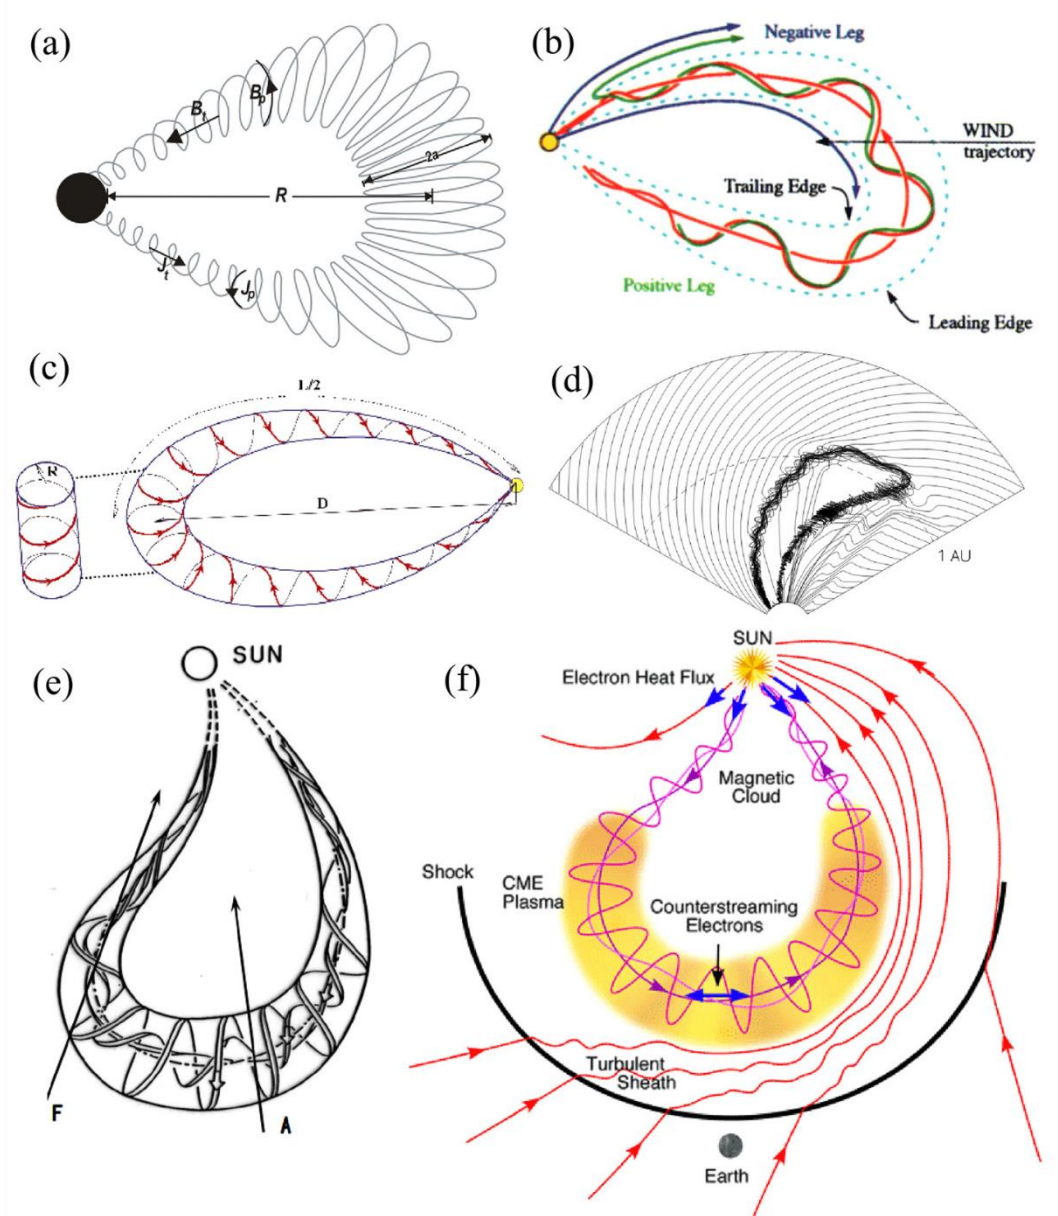 (a)
B_t
B_p
2a
R
J_t
J_p
(b)
Negative Leg
WIND
trajectory
Trailing Edge
Positive Leg
Leading Edge
(c)
L/2
R
D
(d)
1 AU
(e)
SUN
F
A
(f)
SUN
Electron Heat Flux
Magnetic
Cloud
Shock
CME
Plasma
Counterstreaming
Electrons
Turbulent
Sheath
Earth